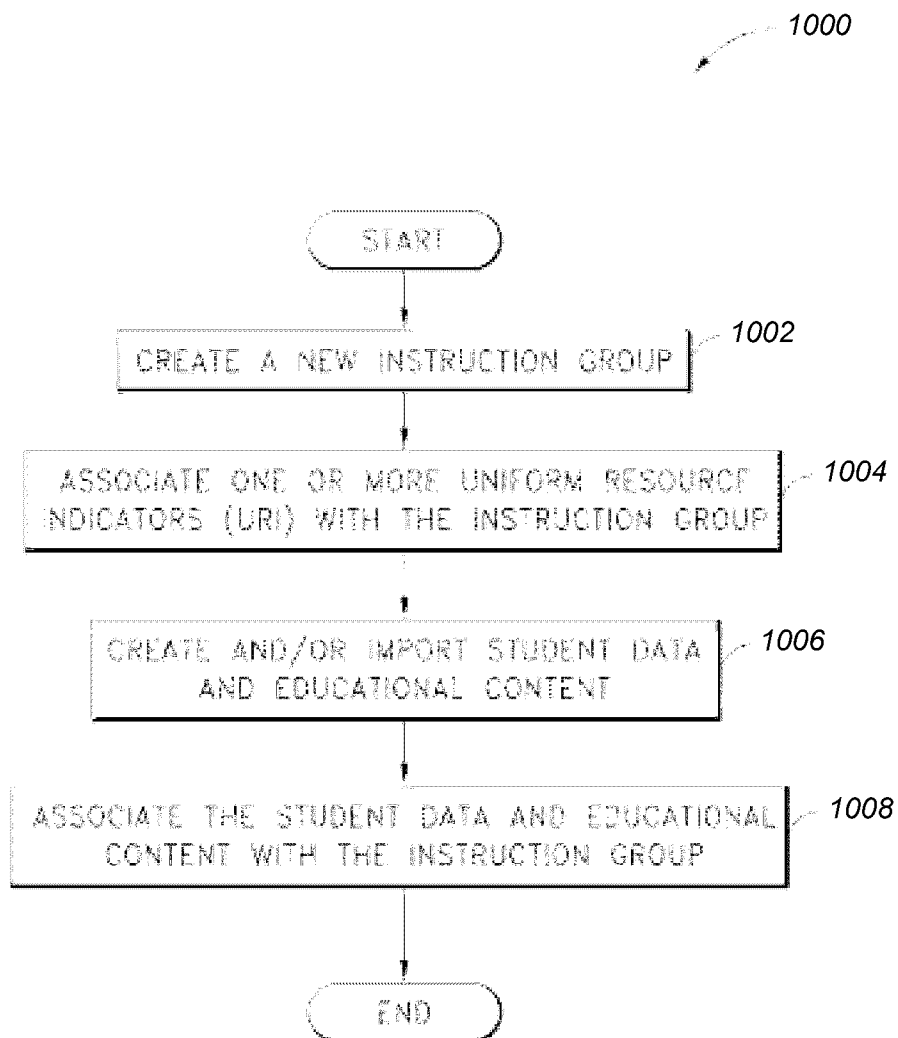 1000
START
1002
CREATE A NEW INSTRUCTION GROUP
1004
ASSOCIATE ONE OR MORE UNIFORM RESOURCE
INDICATORS (URI) WITH THE INSTRUCTION GROUP
1006
CREATE AND/OR IMPORT STUDENT DATA
AND EDUCATIONAL CONTENT
1008
ASSOCIATE THE STUDENT DATA AND EDUCATIONAL
CONTENT WITH THE INSTRUCTION GROUP
END